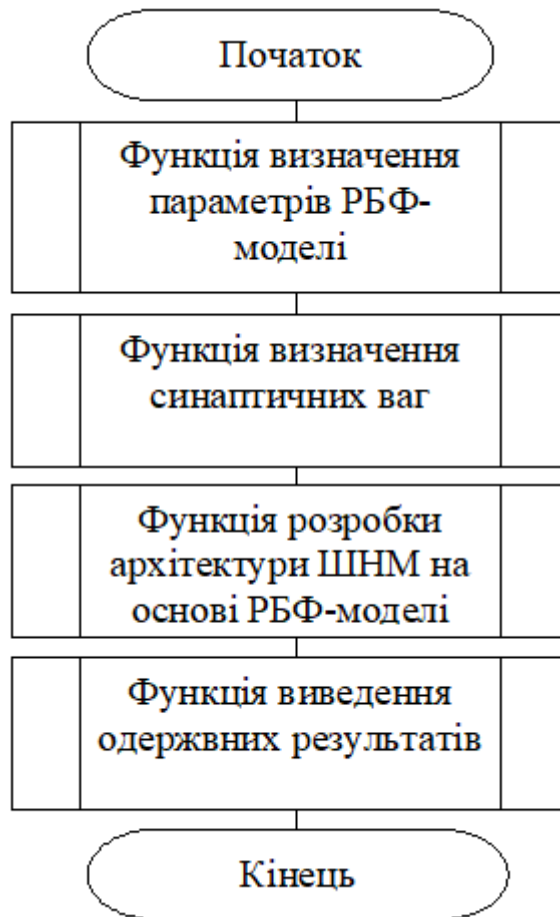 Початок
Функція визначення
параметрів РБФ-
моделі
Функція визначення
синаптичних ваг
Функція розробки
архітектури ШНМ на
основі РБФ-моделі
Функція виведення
одержвних результатів
Кінець